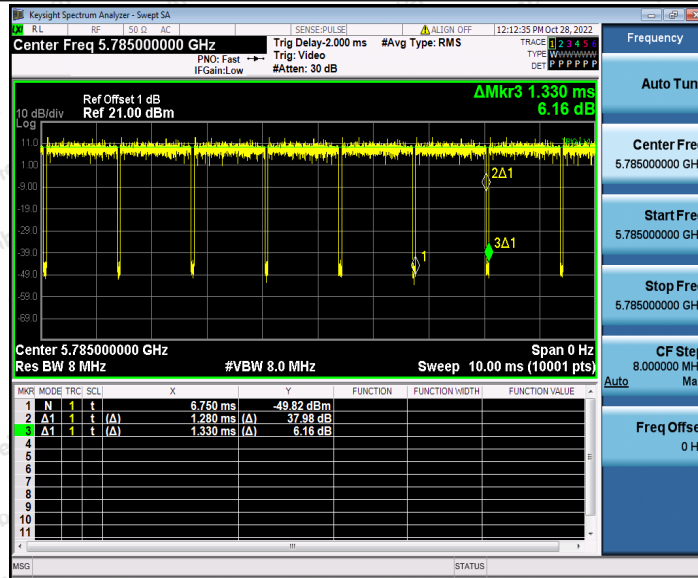 Keysight Spectrum Analyzer - Swept SA
LXI RL RF 50 Ω AC SENSE:PULSE ALIGN OFF 12:12:35 PM Oct 28, 2022
Center Freq 5.785000000 GHz
PNO: Fast
IFGain:Low
Trig Delay-2.000 ms
Trig: Video
#Atten: 30 dB
#Avg Type: RMS
TRACE 1 2 3 4 5 6
TYPE WWWWWW
DET P P P P P P
Frequency
Auto Tun
Center Fre
5.785000000 GH
Start Fre
5.785000000 GH
Stop Fre
5.785000000 GH
CF Ste
8.000000 MH
Auto Ma
Freq Offse
0 H
ΔMkr3 1.330 ms
6.16 dB
Ref Offset 1 dB
10 dB/div Ref 21.00 dBm
Log
11.0
1.00
-9.00
-19.0
-29.0
-39.0
-49.0
-59.0
-69.0
2Δ1
3Δ1
1
Center 5.785000000 GHz Span 0 Hz
Res BW 8 MHz #VBW 8.0 MHz Sweep 10.00 ms (10001 pts)
MKR MODE TRC SCL X Y FUNCTION FUNCTION WIDTH FUNCTION VALUE
1 N 1 t 6.750 ms -49.82 dBm
2 Δ1 1 t (Δ) 1.280 ms (Δ) 37.98 dB
3 Δ1 1 t (Δ) 1.330 ms (Δ) 6.16 dB
4
5
6
7
8
9
10
11
MSG STATUS